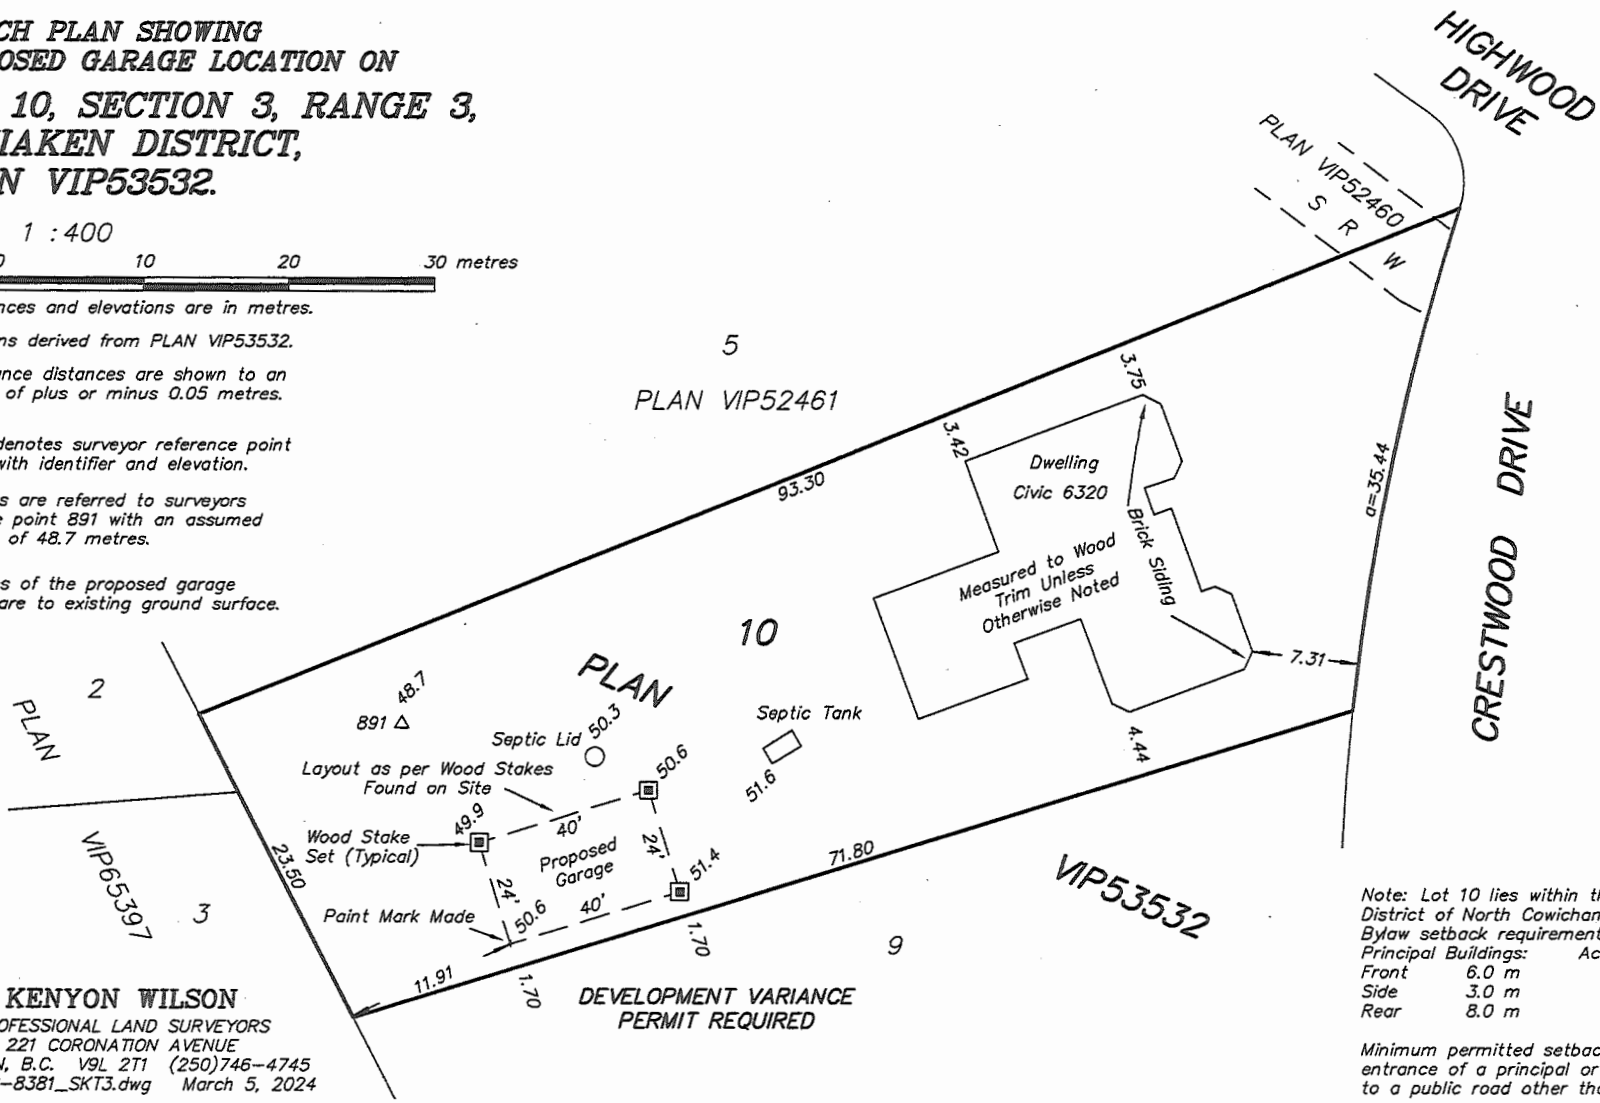 PLAN SHOWING
GARAGE LOCATION ON
10, SECTION 3, RANGE 3,
DISTRICT,
VIP53532.
1 : 400
10 20 30 metres
and elevations are in metres.
derived from PLAN VIP53532.
distances are shown to an
of plus or minus 0.05 metres.
denotes surveyor reference point
with identifier and elevation.
are referred to surveyors
point 891 with an assumed
of 48.7 metres.
of the proposed garage
are to existing ground surface.
HIGHWOOD
DRIVE
PLAN VIP52460
S R W
5
PLAN VIP52461
3.75
3.42
93.30
Dwelling
Civic 6320
Brick Siding
Measured to Wood
Trim Unless
Otherwise Noted
a=35.44
CRESTWOOD DRIVE
7.31
4.44
10
PLAN
2
PLAN
48.7
891
Septic Lid
50.3
Septic Tank
51.6
Layout as per Wood Stakes
Found on Site
50.6
49.9
40'
Wood Stake
Set (Typical)
24'
Proposed
Garage
24'
51.4
23.50
VIP65397
3
Paint Mark Made
50.6
40'
71.80
1.70
11.91
1.70
9
VIP53532
DEVELOPMENT VARIANCE
PERMIT REQUIRED
KENYON WILSON
LAND SURVEYORS
221 CORONATION AVENUE
B.C. V9L 2T1 (250)746-4745
-8381_SKT3.dwg March 5, 2024
Note: Lot 10 lies within
District of North Cowichan
Bylaw setback requirement
Principal Buildings:
Front 6.0 m
Side 3.0 m
Rear 8.0 m
Minimum permitted
entrance of a principal or
to a public road other